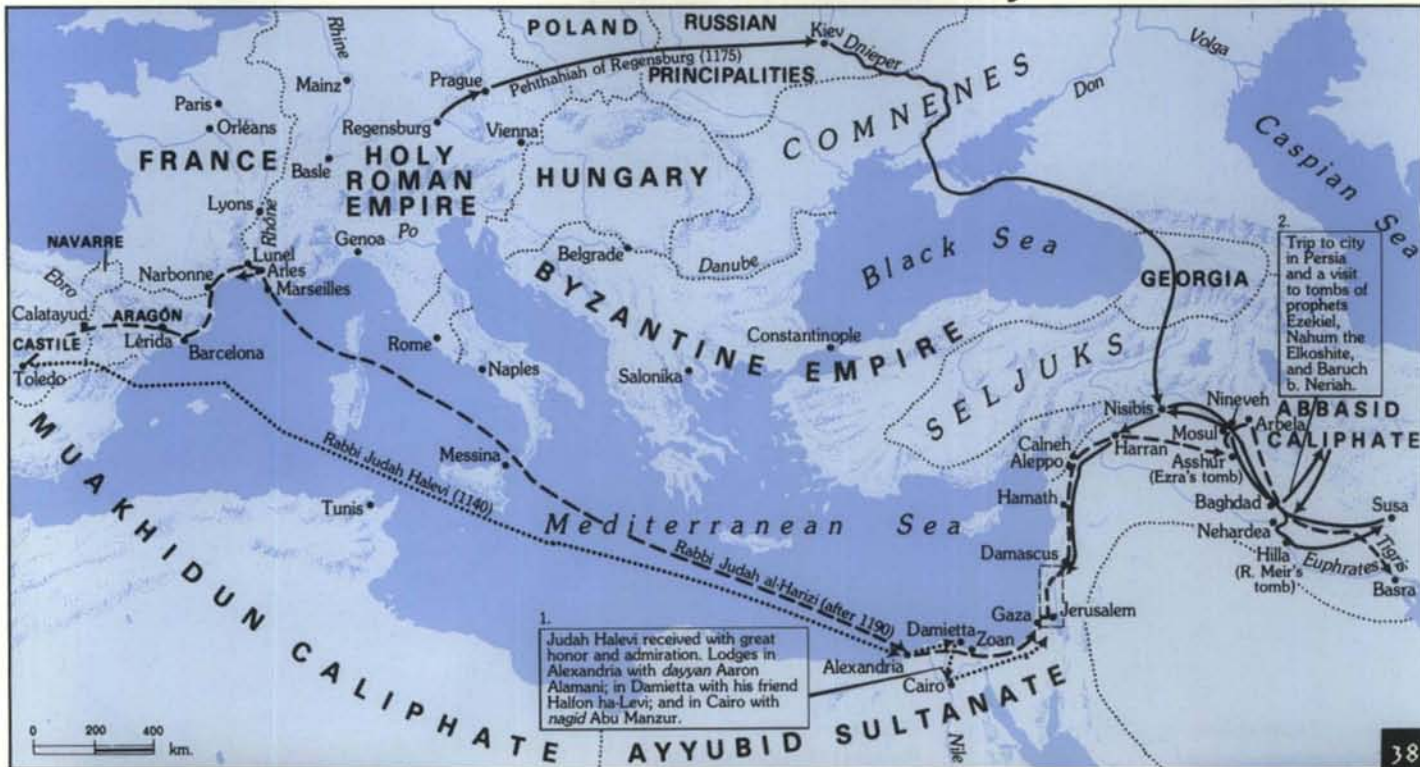 POLAND
RUSSIAN
PRINCIPALITIES
Kiev
Dnieper
Volga
Don
Rhine
Mainz
Prague
Pehthahiah of Regensburg (1175)
Paris
Orléans
Regensburg
Vienna
COMNENES
FRANCE
Basle
HOLY
ROMAN
EMPIRE
HUNGARY
Caspian Sea
Lyons
Rhône
Genoa
Po
Belgrade
Danube
Black Sea
GEORGIA
NAVARRE
Ebro
Narbonne
Lunel
Arles
Marseilles
Calatayud
ARAGÓN
CASTILE
Lèrida
Barcelona
Toledo
Rome
Naples
BYZANTINE EMPIRE
Constantinople
Salonika
SELJUKS
2.
Trip to city
in Persia
and a visit
to tombs of
prophets
Ezekiel,
Nahum the
Elkoshite,
and Baruch
b. Neriah.
Nisibis
Nineveh
Mosul
Arbela
ABBASID
CALIPHATE
Calneh
Aleppo
Harran
Asshur
(Ezra's tomb)
Messina
Rabbi Judah Halevi (1140)
Tunis
Mediterranean Sea
Hamath
Baghdad
Susa
Nehardea
Hilla
(R. Meir's
tomb)
Euphrates
Tigris
Basra
Damascus
MUAKHIDUN CALIPHATE
Rabbi Judah al-Harizi (after 1190)
Gaza
Jerusalem
Damietta
Zoan
Alexandria
Cairo
1.
Judah Halevi received with great
honor and admiration. Lodges in
Alexandria with dayyan Aaron
Alamani; in Damietta with his friend
Halfon ha-Levi; and in Cairo with
nagid Abu Manzur.
AYYUBID SULTANATE
Nile
0 200 400
km.
38